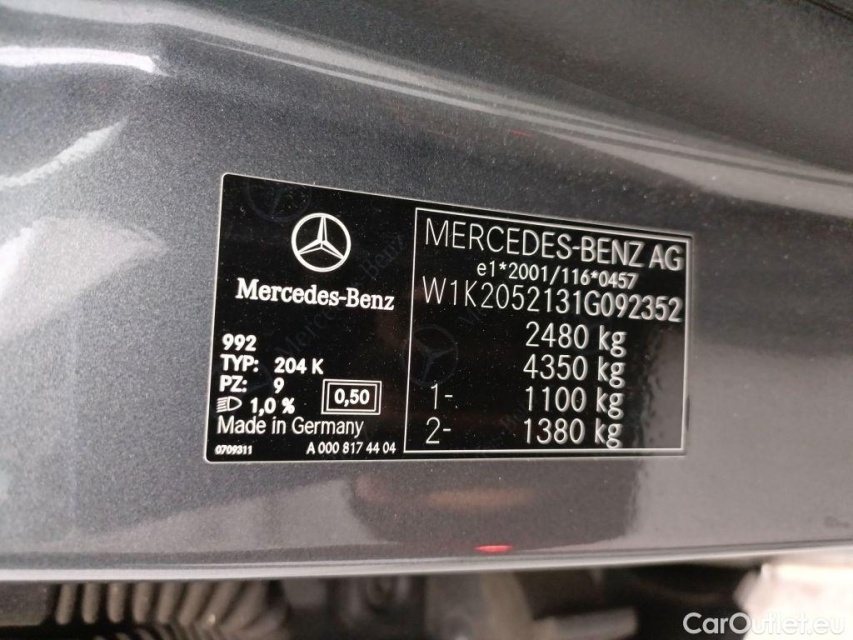 Mercedes-Benz
992
TYP: 204 K
PZ: 9
1,0 %
0,50
Made in Germany
0709311 A 000 817 44 04
MERCEDES-BENZ AG
e1*2001/116*0457
W1K2052131G092352
2480 kg
4350 kg
1- 1100 kg
2- 1380 kg
CarOutlet.eu